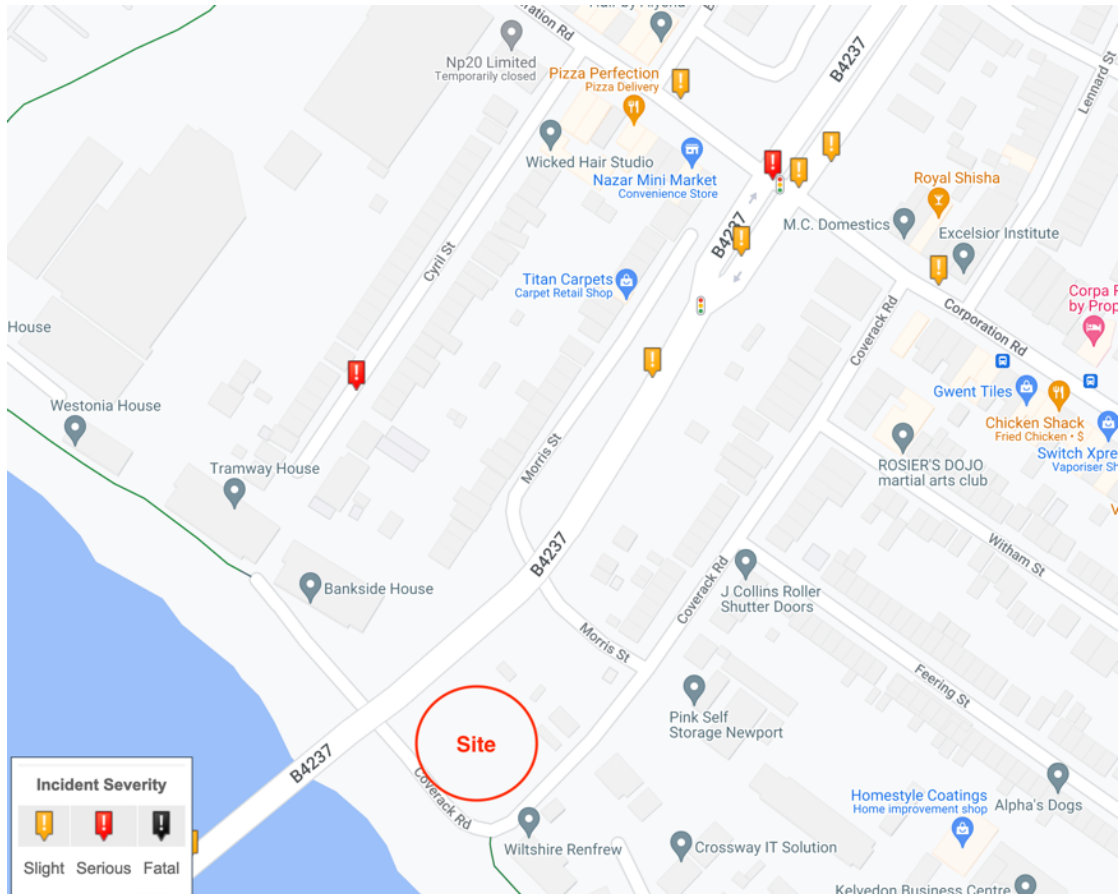 Np20 Limited
Temporarily closed
Pizza Perfection
Pizza Delivery
B4237
Lennard St
Wicked Hair Studio
Nazar Mini Market
Convenience Store
Royal Shisha
M.C. Domestics
Excelsior Institute
Cyril St
B4237
Titan Carpets
Carpet Retail Shop
Coverack Rd
Corporation Rd
House
Westonia House
Gwent Tiles
Chicken Shack
Fried Chicken • $
Morris St
ROSIER'S DOJO
martial arts club
Tramway House
Witham St
B4237
Bankside House
Coverack Rd
J Collins Roller
Shutter Doors
Morris St
Feering St
Pink Self
Storage Newport
Site
B4237
Coverack Rd
Incident Severity
Slight Serious Fatal
Homestyle Coatings
Home improvement shop
Alpha's Dogs
Wiltshire Renfrew
Crossway IT Solution
Kelvedon Business Centre